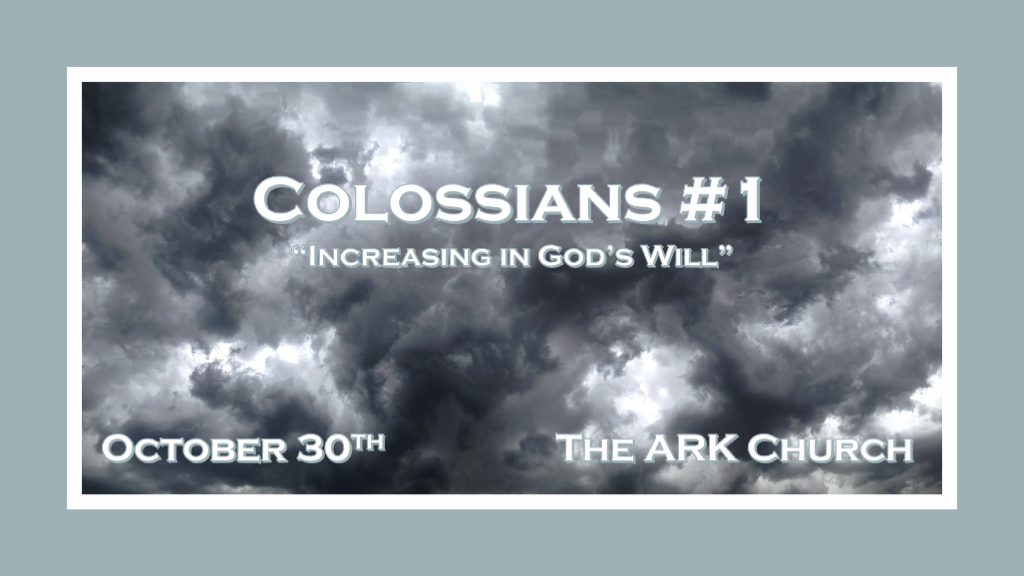 Colossians #1
“Increasing in God’s Will”
October 30th
The ARK Church